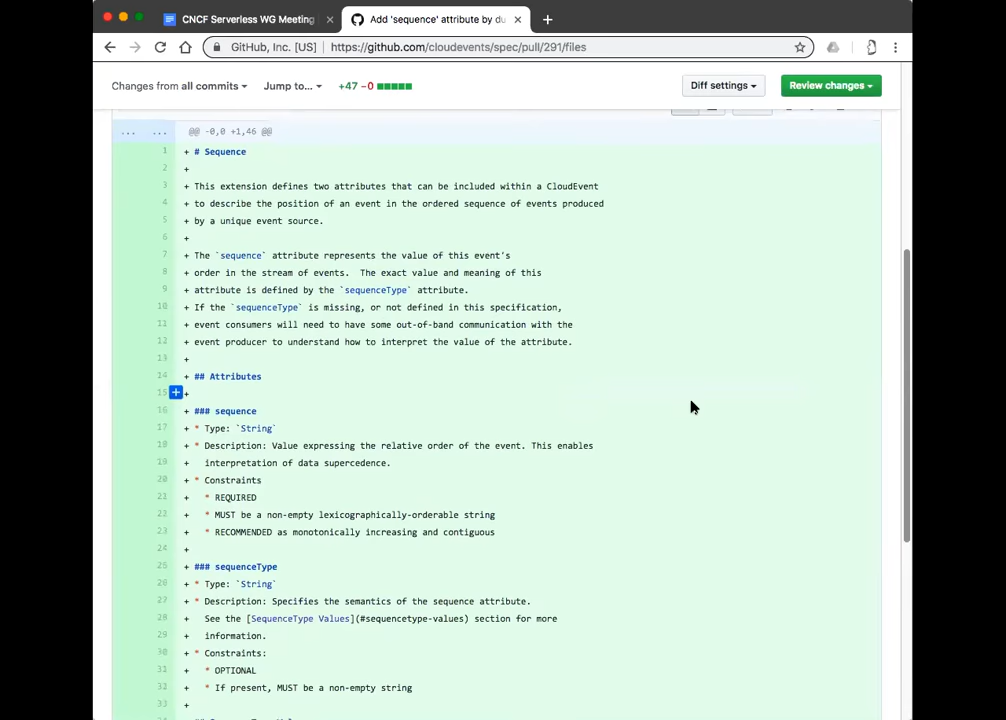 CNCF Serverless WG Meeting
Add 'sequence' attribute by du
GitHub, Inc. [US] | https://github.com/cloudevents/spec/pull/291/files
Changes from all commits Jump to... +47 −0 Diff settings Review changes
... ... @@ -0,0 +1,46 @@
1 + # Sequence
2 +
3 + This extension defines two attributes that can be included within a CloudEvent
4 + to describe the position of an event in the ordered sequence of events produced
5 + by a unique event source.
6 +
7 + The `sequence` attribute represents the value of this event's
8 + order in the stream of events.  The exact value and meaning of this
9 + attribute is defined by the `sequenceType` attribute.
10 + If the `sequenceType` is missing, or not defined in this specification,
11 + event consumers will need to have some out-of-band communication with the
12 + event producer to understand how to interpret the value of the attribute.
13 +
14 + ## Attributes
15 +
16 + ### sequence
17 + * Type: `String`
18 + * Description: Value expressing the relative order of the event. This enables
19 +   interpretation of data supercedence.
20 + * Constraints
21 +   * REQUIRED
22 +   * MUST be a non-empty lexicographically-orderable string
23 +   * RECOMMENDED as monotonically increasing and contiguous
24 +
25 + ### sequenceType
26 + * Type: `String`
27 + * Description: Specifies the semantics of the sequence attribute.
28 +   See the [SequenceType Values](#sequencetype-values) section for more
29 +   information.
30 + * Constraints:
31 +   * OPTIONAL
32 +   * If present, MUST be a non-empty string
33 +